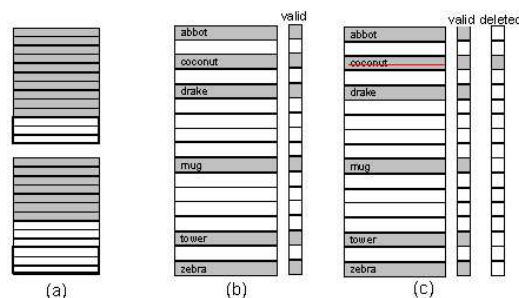 valid
valid deleted
abbot
coconut
drake
mug
tower
zebra
abbot
coconut
drake
mug
tower
zebra
(a)
(b)
(c)